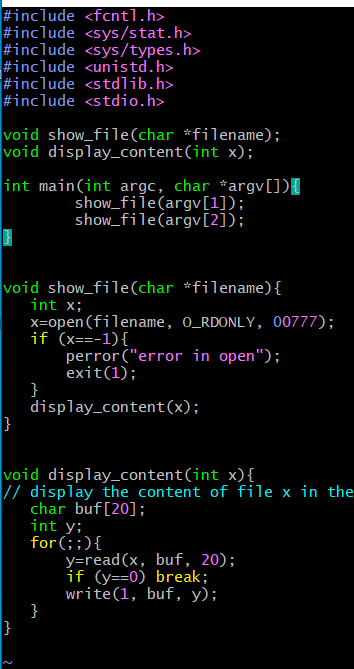 #include <fcntl.h>
#include <sys/stat.h>
#include <sys/types.h>
#include <unistd.h>
#include <stdlib.h>
#include <stdio.h>

void show_file(char *filename);
void display_content(int x);

int main(int argc, char *argv[]){
        show_file(argv[1]);
        show_file(argv[2]);
}


void show_file(char *filename){
   int x;
   x=open(filename, O_RDONLY, 00777);
   if (x==-1){
       perror("error in open");
       exit(1);
   }
   display_content(x);
}


void display_content(int x){
// display the content of file x in the
   char buf[20];
   int y;
   for(;;){
       y=read(x, buf, 20);
       if (y==0) break;
       write(1, buf, y);
   }
}

~